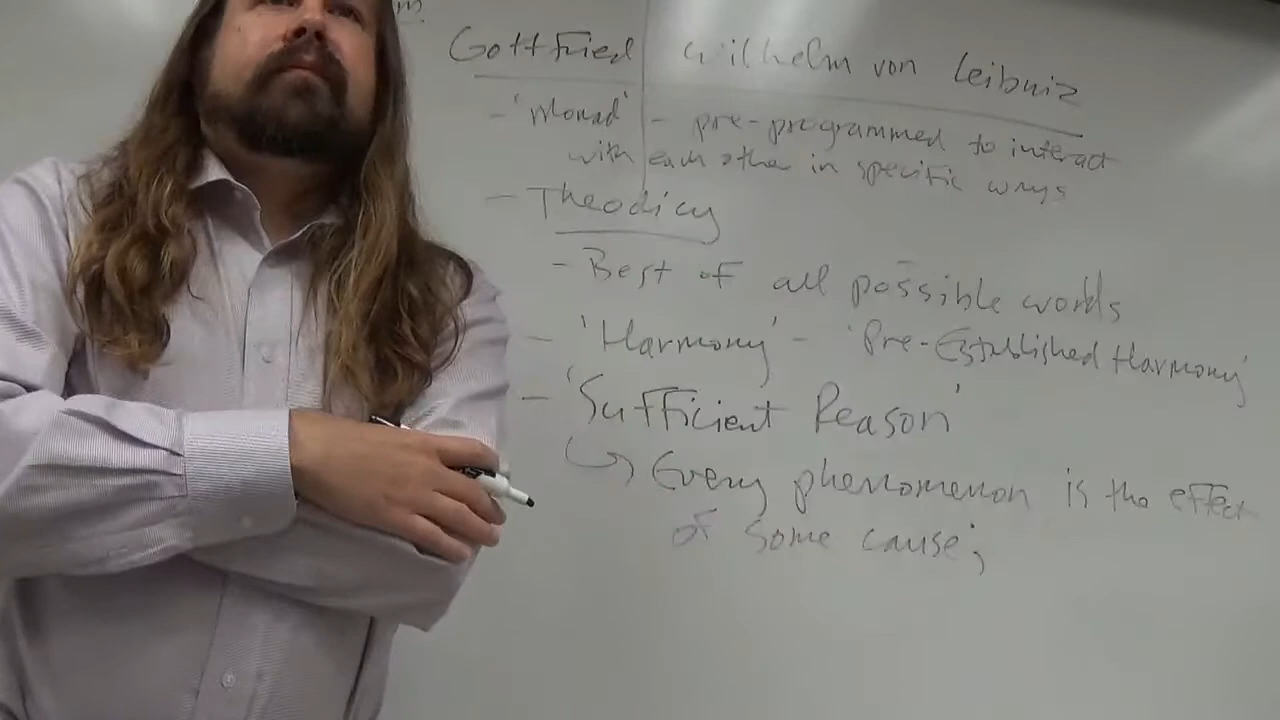 Gottfried Wilhelm von Leibniz
- 'Monad' - pre-programmed to interact
with each other in specific ways
- Theodicy
- Best of all possible worlds
- 'Harmony' - 'Pre-Established Harmony'
- 'Sufficient Reason'
↳ Every phenomenon is the effect
of some cause;